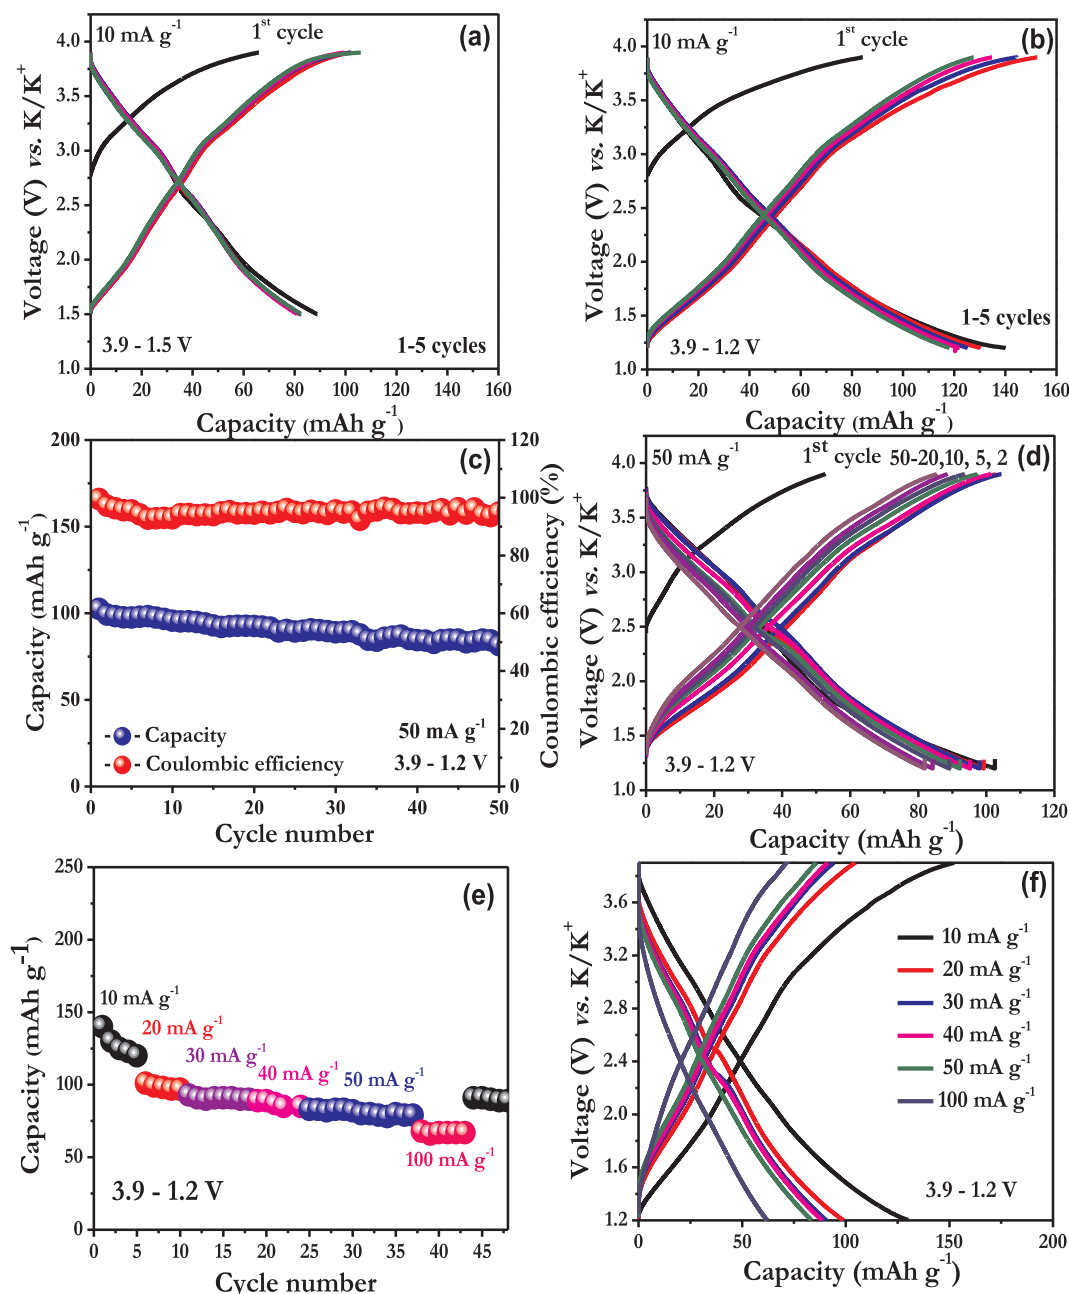 (a)
10 mA g-1
1st cycle
4.0
3.5
3.0
2.5
2.0
1.5
1.0
Voltage (V) vs. K/K+
3.9 - 1.5 V
1-5 cycles
0 20 40 60 80 100 120 140 160
Capacity (mAh g-1)
(b)
10 mA g-1
1st cycle
4.0
3.5
3.0
2.5
2.0
1.5
1.0
Voltage (V) vs. K/K+
1-5 cycles
3.9 - 1.2 V
0 20 40 60 80 100 120 140 160
Capacity (mAh g-1)
(c)
200
150
100
50
0
Capacity (mAh g-1)
120
100
80
60
40
20
0
Coulombic efficiency (%)
- - Capacity
50 mA g-1
- - Coulombic efficiency
3.9 - 1.2 V
0 10 20 30 40 50
Cycle number
(d)
50 mA g-1
1st cycle
50-20,10, 5, 2
4.0
3.5
3.0
2.5
2.0
1.5
1.0
Voltage (V) vs. K/K+
3.9 - 1.2 V
0 20 40 60 80 100 120
Capacity (mAh g-1)
(e)
250
200
150
100
50
0
Capacity (mAh g-1)
10 mA g-1
20 mA g-1
30 mA g-1
40 mA g-1
50 mA g-1
100 mA g-1
3.9 - 1.2 V
0 5 10 15 20 25 30 35 40 45
Cycle number
(f)
3.6
3.2
2.8
2.4
2.0
1.6
1.2
Voltage (V) vs. K/K+
10 mA g-1
20 mA g-1
30 mA g-1
40 mA g-1
50 mA g-1
100 mA g-1
3.9 - 1.2 V
0 50 100 150 200
Capacity (mAh g-1)